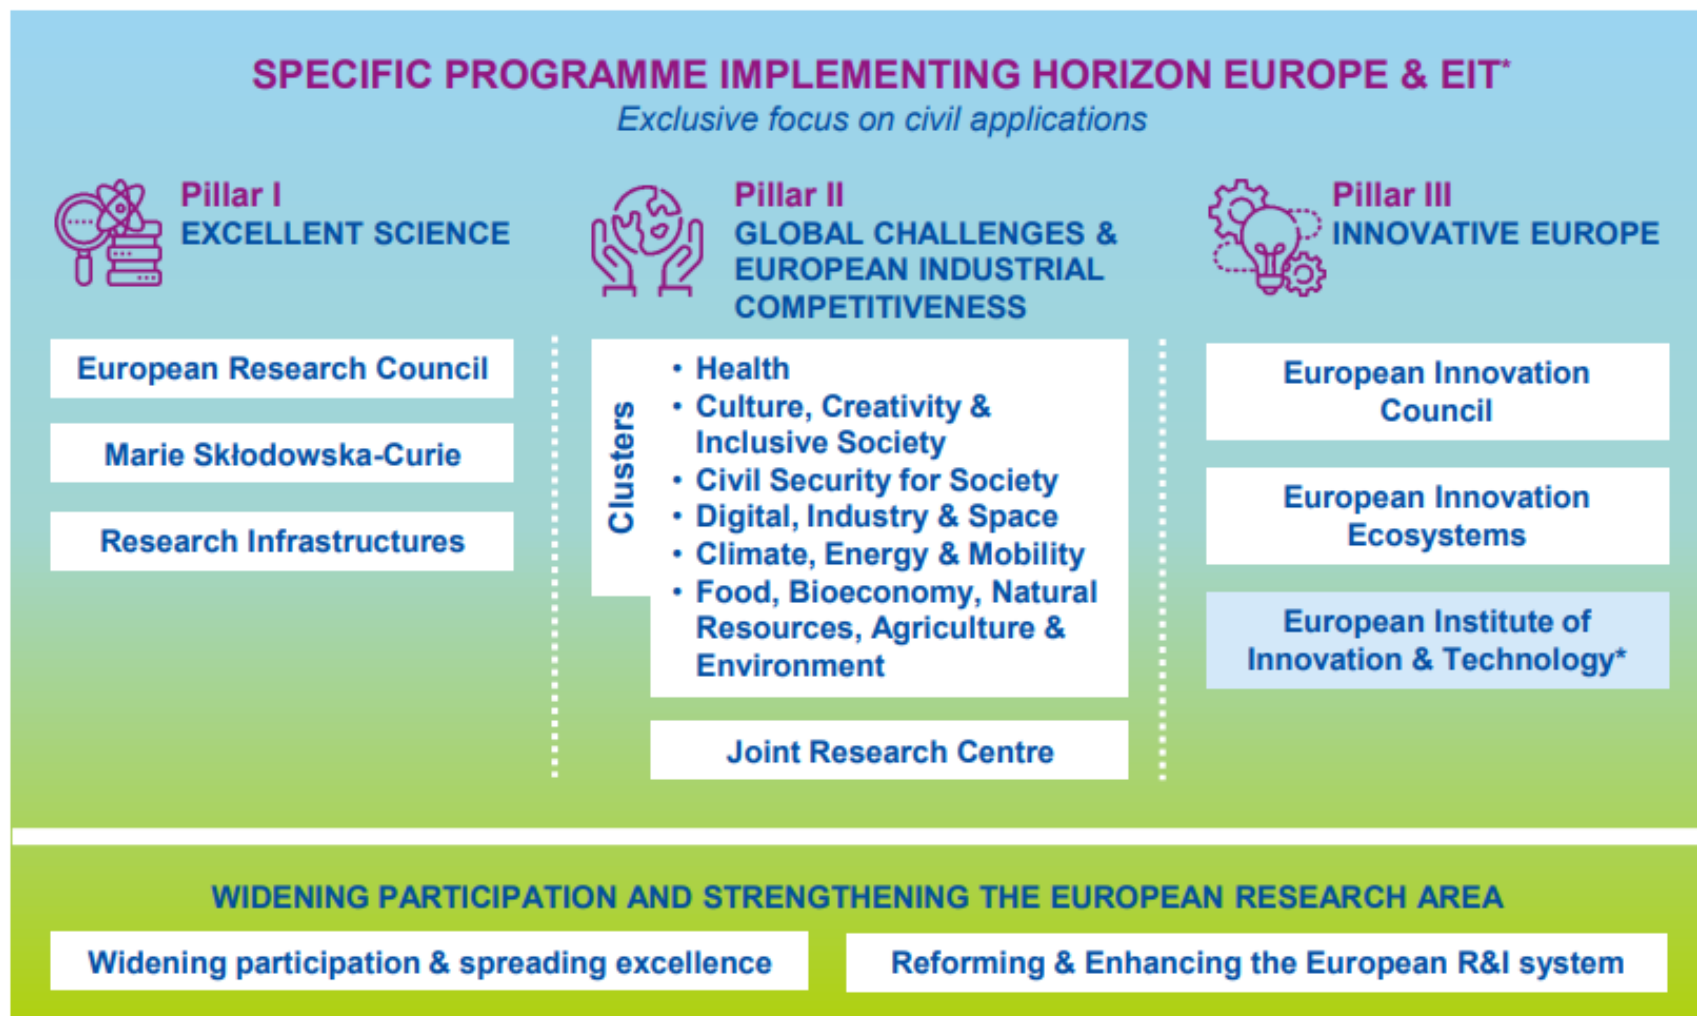 SPECIFIC PROGRAMME IMPLEMENTING HORIZON EUROPE & EIT*
Exclusive focus on civil applications
Pillar I
EXCELLENT SCIENCE
European Research Council
Marie Skłodowska-Curie
Research Infrastructures
Pillar II
GLOBAL CHALLENGES &
EUROPEAN INDUSTRIAL
COMPETITIVENESS
Clusters
• Health
• Culture, Creativity &
Inclusive Society
• Civil Security for Society
• Digital, Industry & Space
• Climate, Energy & Mobility
• Food, Bioeconomy, Natural
Resources, Agriculture &
Environment
Joint Research Centre
Pillar III
INNOVATIVE EUROPE
European Innovation
Council
European Innovation
Ecosystems
European Institute of
Innovation & Technology*
WIDENING PARTICIPATION AND STRENGTHENING THE EUROPEAN RESEARCH AREA
Widening participation & spreading excellence
Reforming & Enhancing the European R&I system